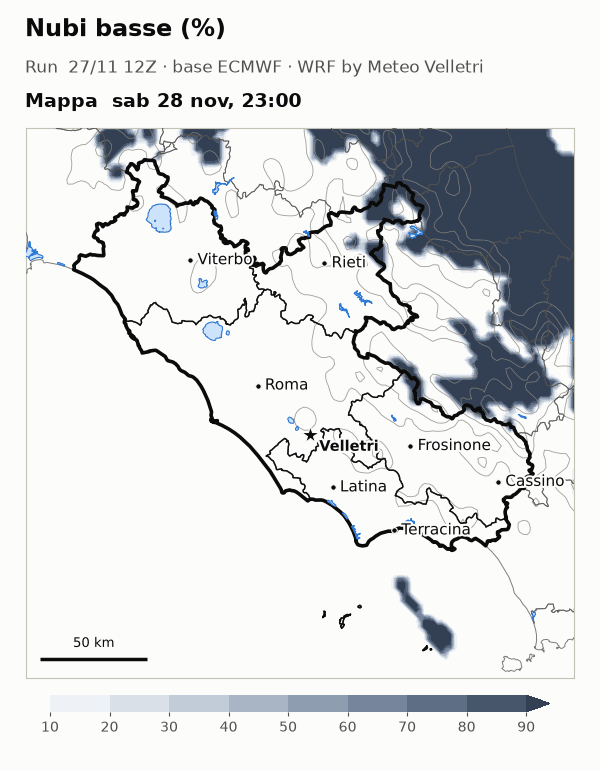 Nubi basse (%)
Run  27/11 12Z · base ECMWF · WRF by Meteo Velletri
Mappa  sab 28 nov, 23:00
Viterbo
Rieti
Roma
Velletri
Frosinone
Latina
Cassino
Terracina
50 km
10 20 30 40 50 60 70 80 90